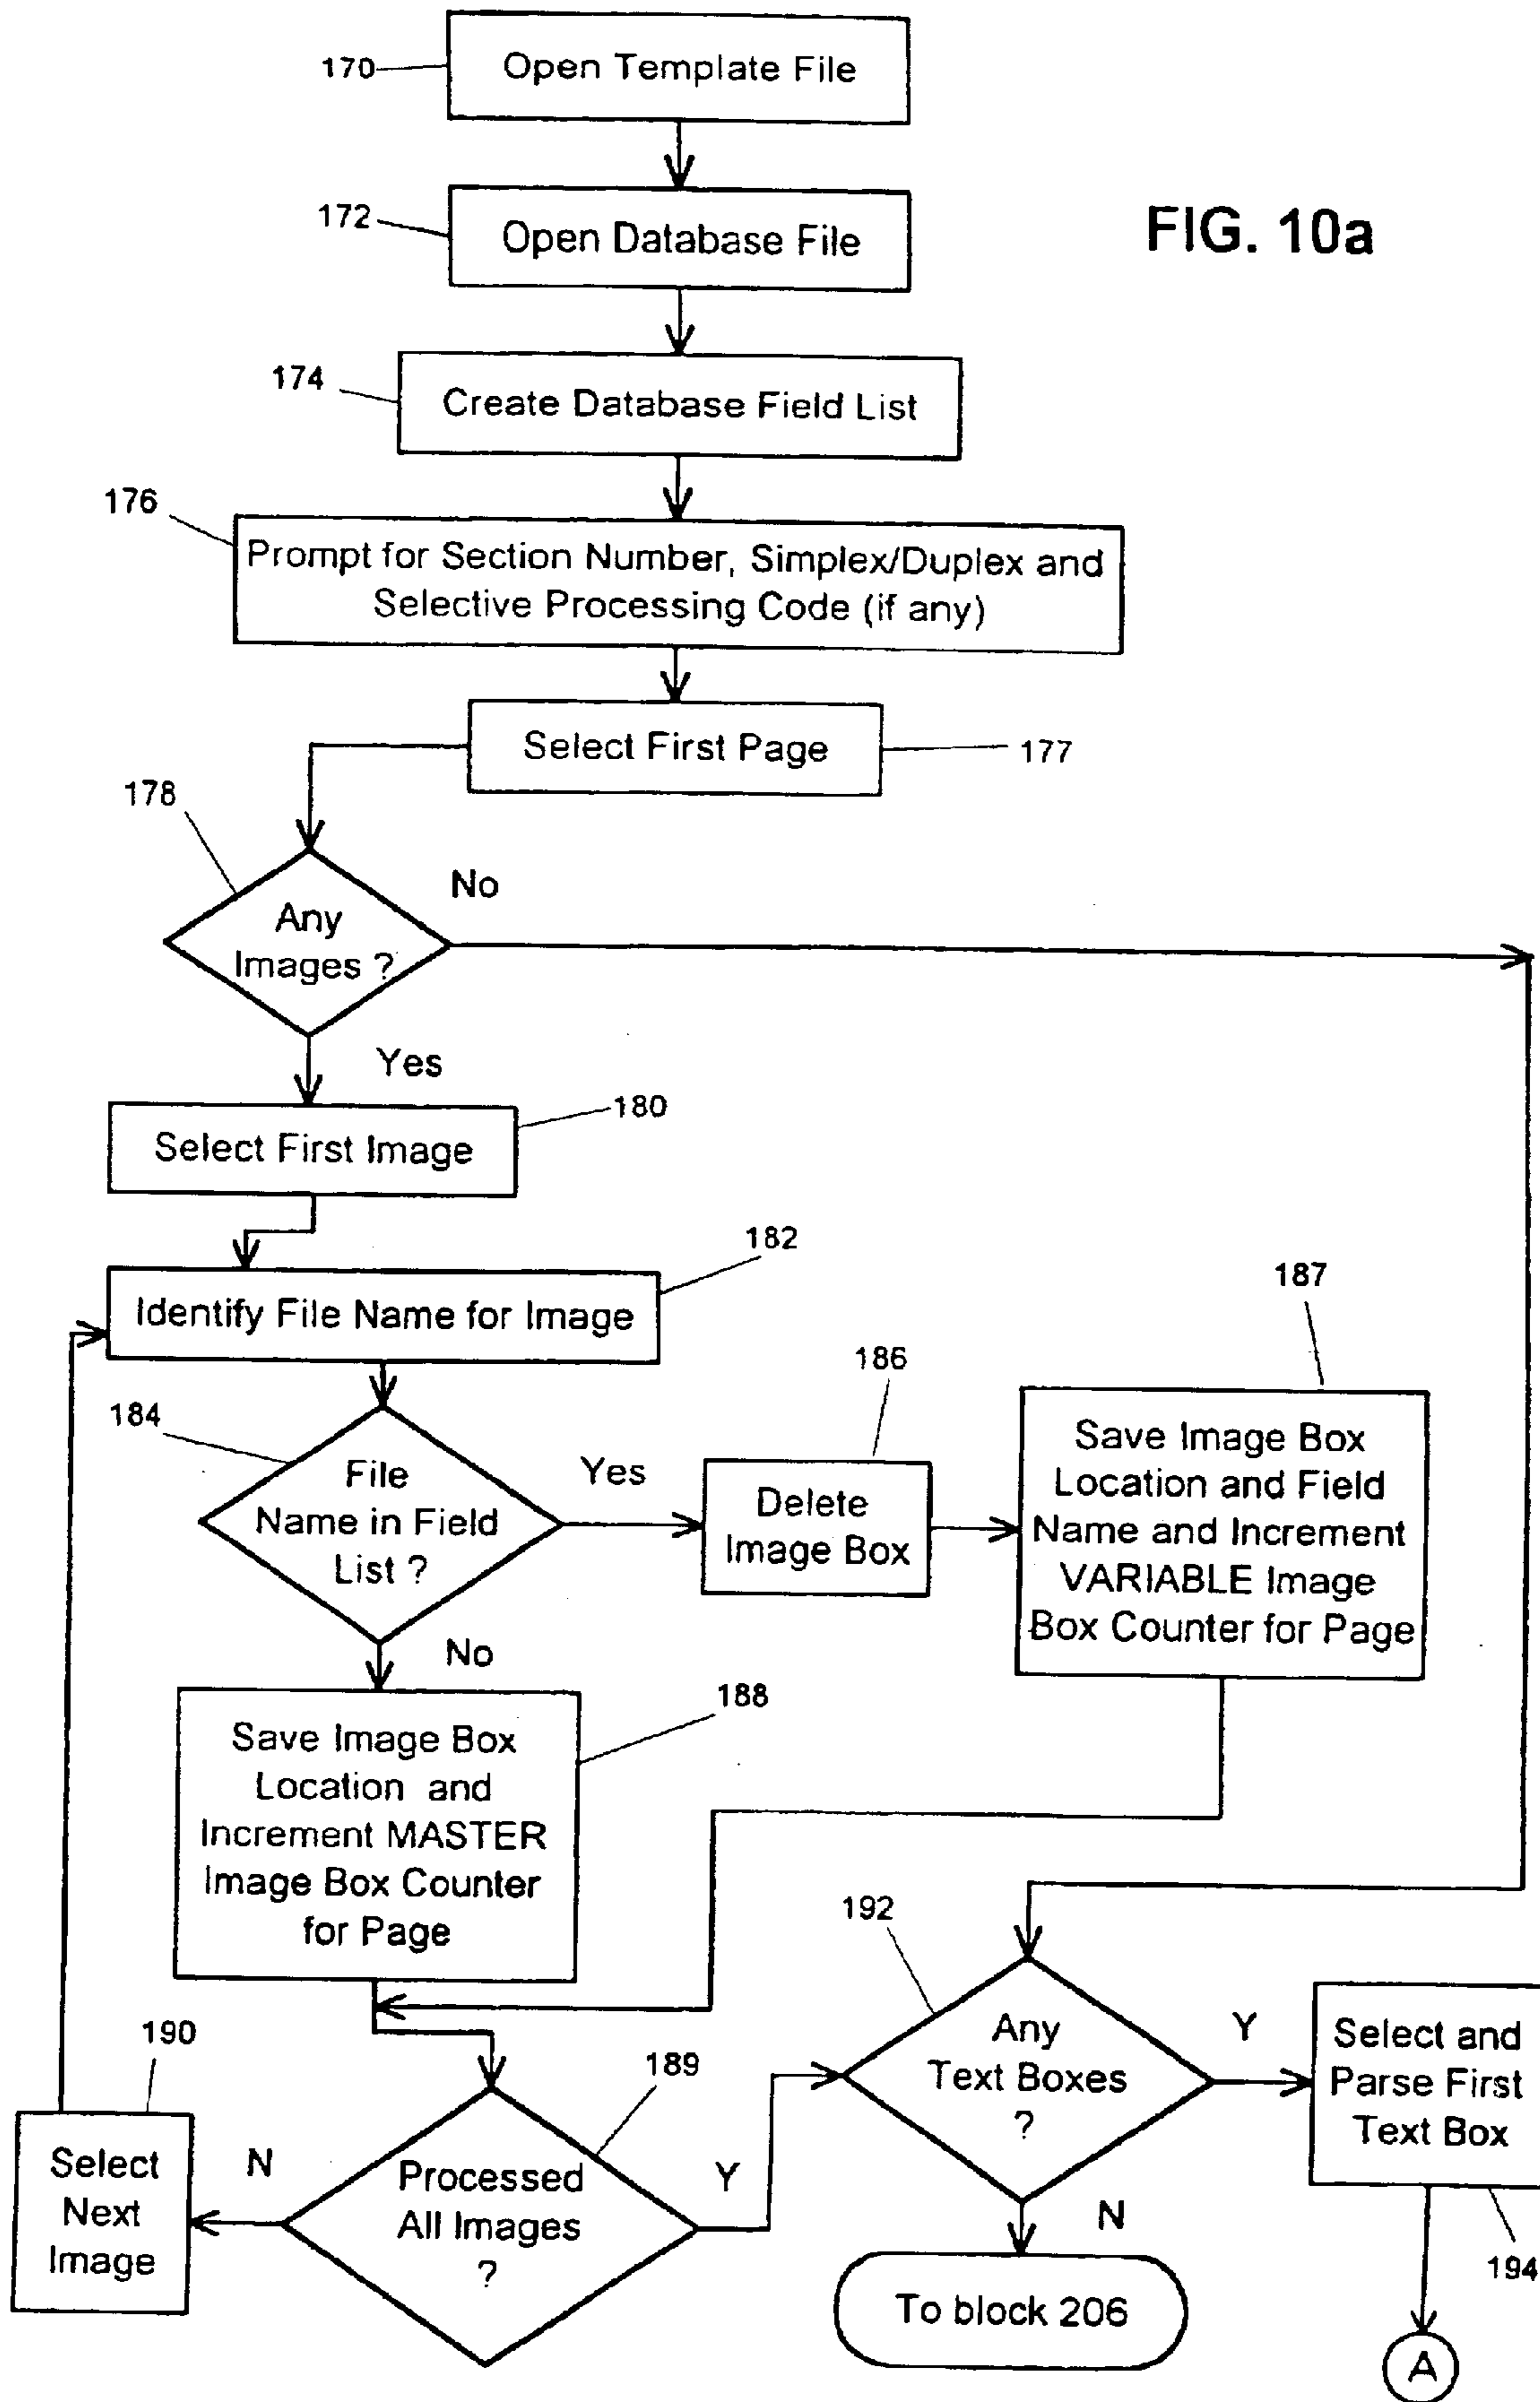 170
Open Template File
172
Open Database File
FIG. 10a
174
Create Database Field List
176
Prompt for Section Number, Simplex/Duplex and
Selective Processing Code (if any)
Select First Page
177
178
Any
Images ?
No
Yes
180
Select First Image
182
Identify File Name for Image
184
File
Name in Field
List ?
Yes
186
Delete
Image Box
187
Save Image Box
Location and Field
Name and Increment
VARIABLE Image
Box Counter for Page
No
188
Save Image Box
Location and
Increment MASTER
Image Box Counter
for Page
190
Select
Next
Image
N
189
Processed
All Images
?
Y
192
Any
Text Boxes
?
Y
Select and
Parse First
Text Box
194
N
To block 206
A